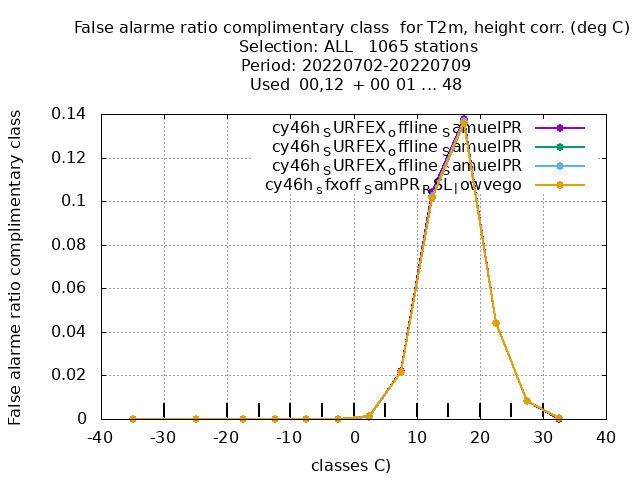 False alarme ratio complimentary class  for T2m, height corr. (deg C)
Selection: ALL   1065 stations
Period: 20220702-20220709
Used  00,12  + 00 01 ... 48
False alarme ratio complimentary class
0.14
0.12
0.1
0.08
0.06
0.04
0.02
0
cy46h_SURFEX_offline_SamuelPR
cy46h_SURFEX_offline_SamuelPR
cy46h_SURFEX_offline_SamuelPR
cy46h_sfxoff_SamPR_RSL_lowvego
-40 -30 -20 -10 0 10 20 30 40
classes C)